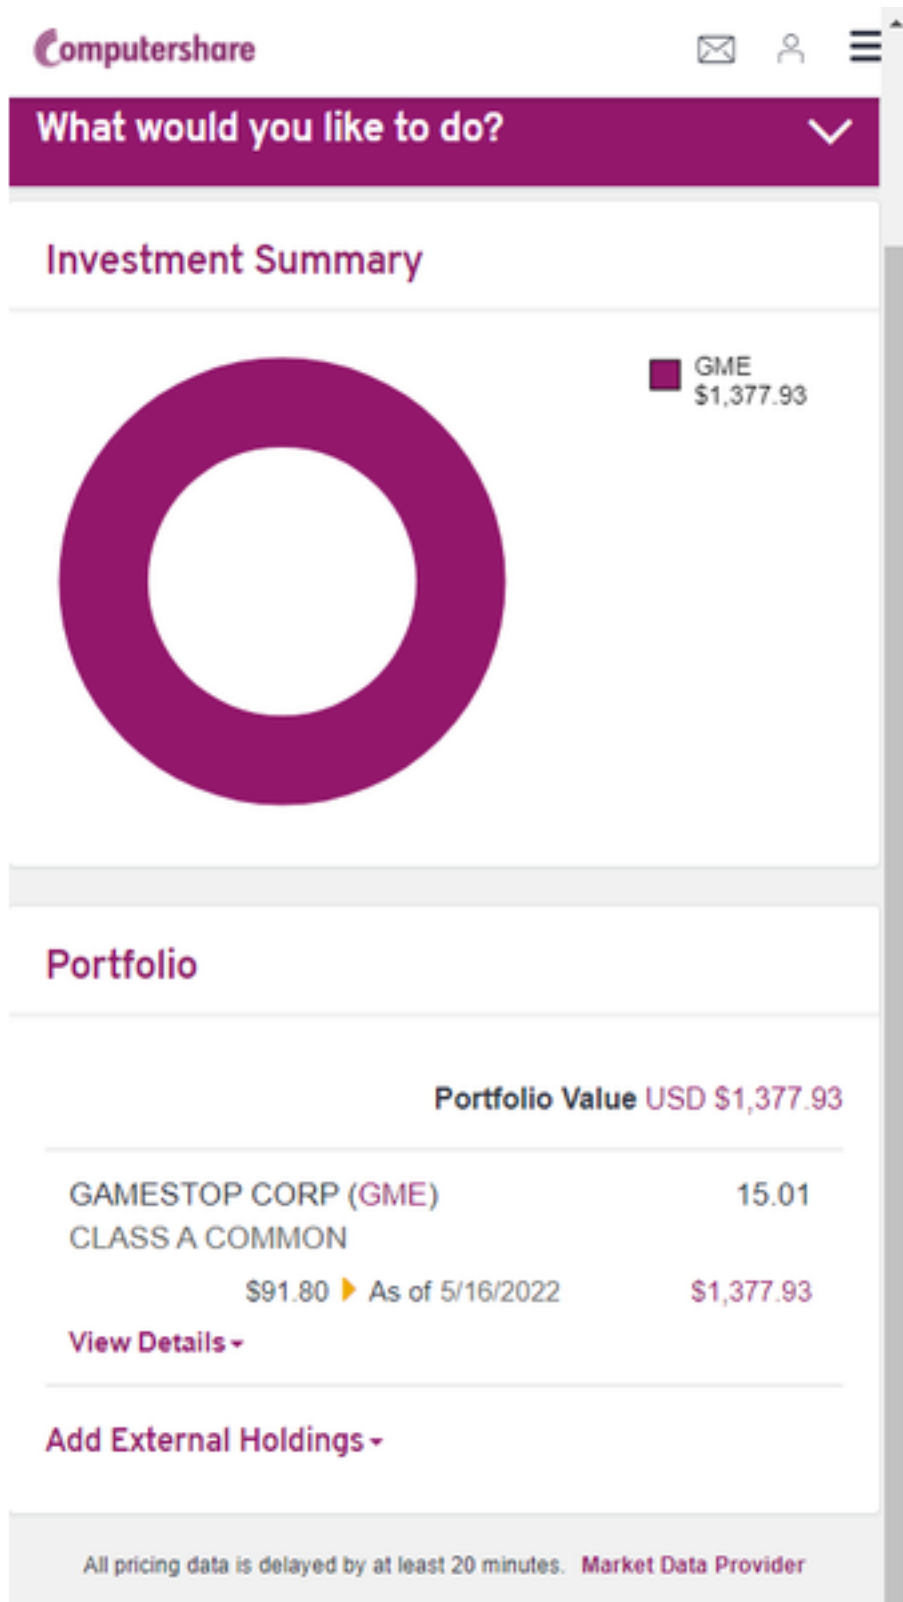 Computershare
What would you like to do?
Investment Summary
GME
$1,377.93
Portfolio
Portfolio Value USD $1,377.93
GAMESTOP CORP (GME) 15.01
CLASS A COMMON
$91.80 As of 5/16/2022 $1,377.93
View Details
Add External Holdings
All pricing data is delayed by at least 20 minutes. Market Data Provider